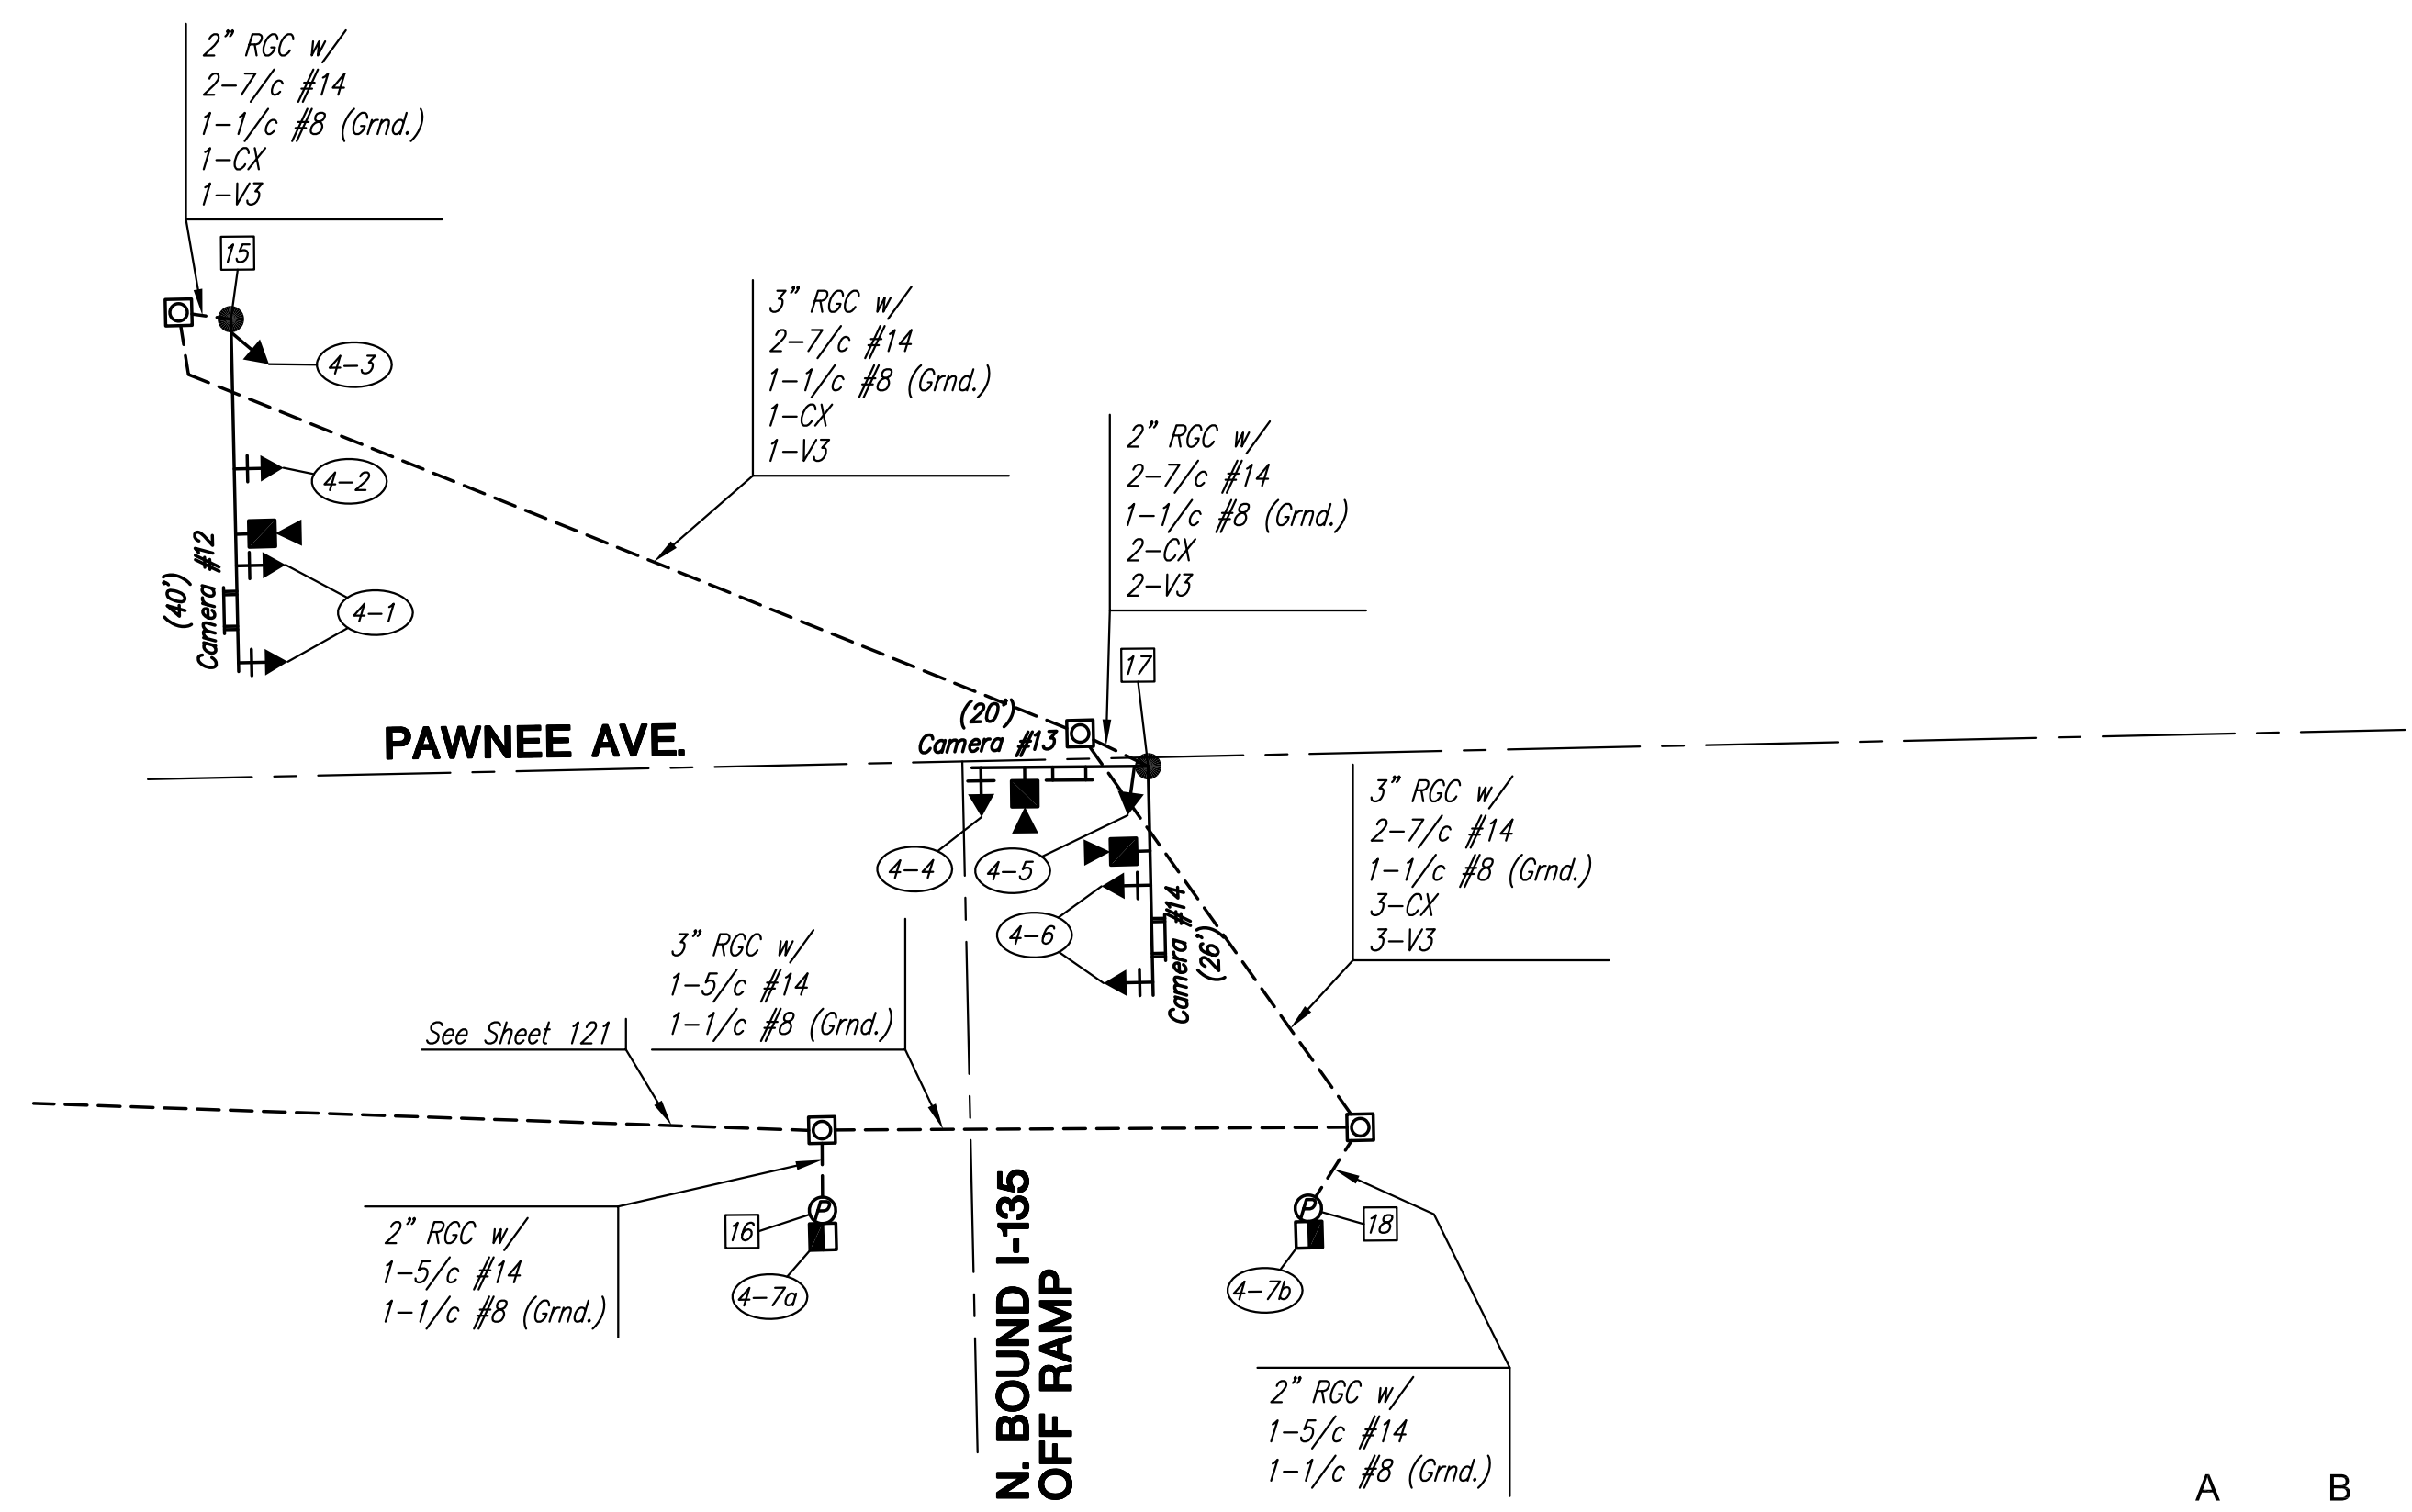 2" RGC w/
2-7/c #14
1-1/c #8 (Grnd.)
1-CX
1-V3
15
4-3
3" RGC w/
2-7/c #14
1-1/c #8 (Grnd.)
1-CX
1-V3
4-2
2" RGC w/
2-7/c #14
1-1/c #8 (Grnd.)
2-CX
2-V3
(40')
Camera #12
4-1
17
PAWNEE AVE.
(20')
Camera #13
3" RGC w/
2-7/c #14
1-1/c #8 (Grnd.)
3-CX
3-V3
4-4
4-5
4-6
Camera #14
(26')
3" RGC w/
1-5/c #14
1-1/c #8 (Grnd.)
See Sheet 121
2" RGC w/
1-5/c #14
1-1/c #8 (Grnd.)
16
4-7a
N. BOUND I-135
OFF RAMP
18
4-7b
2" RGC w/
1-5/c #14
1-1/c #8 (Grnd.)
P
P
A B